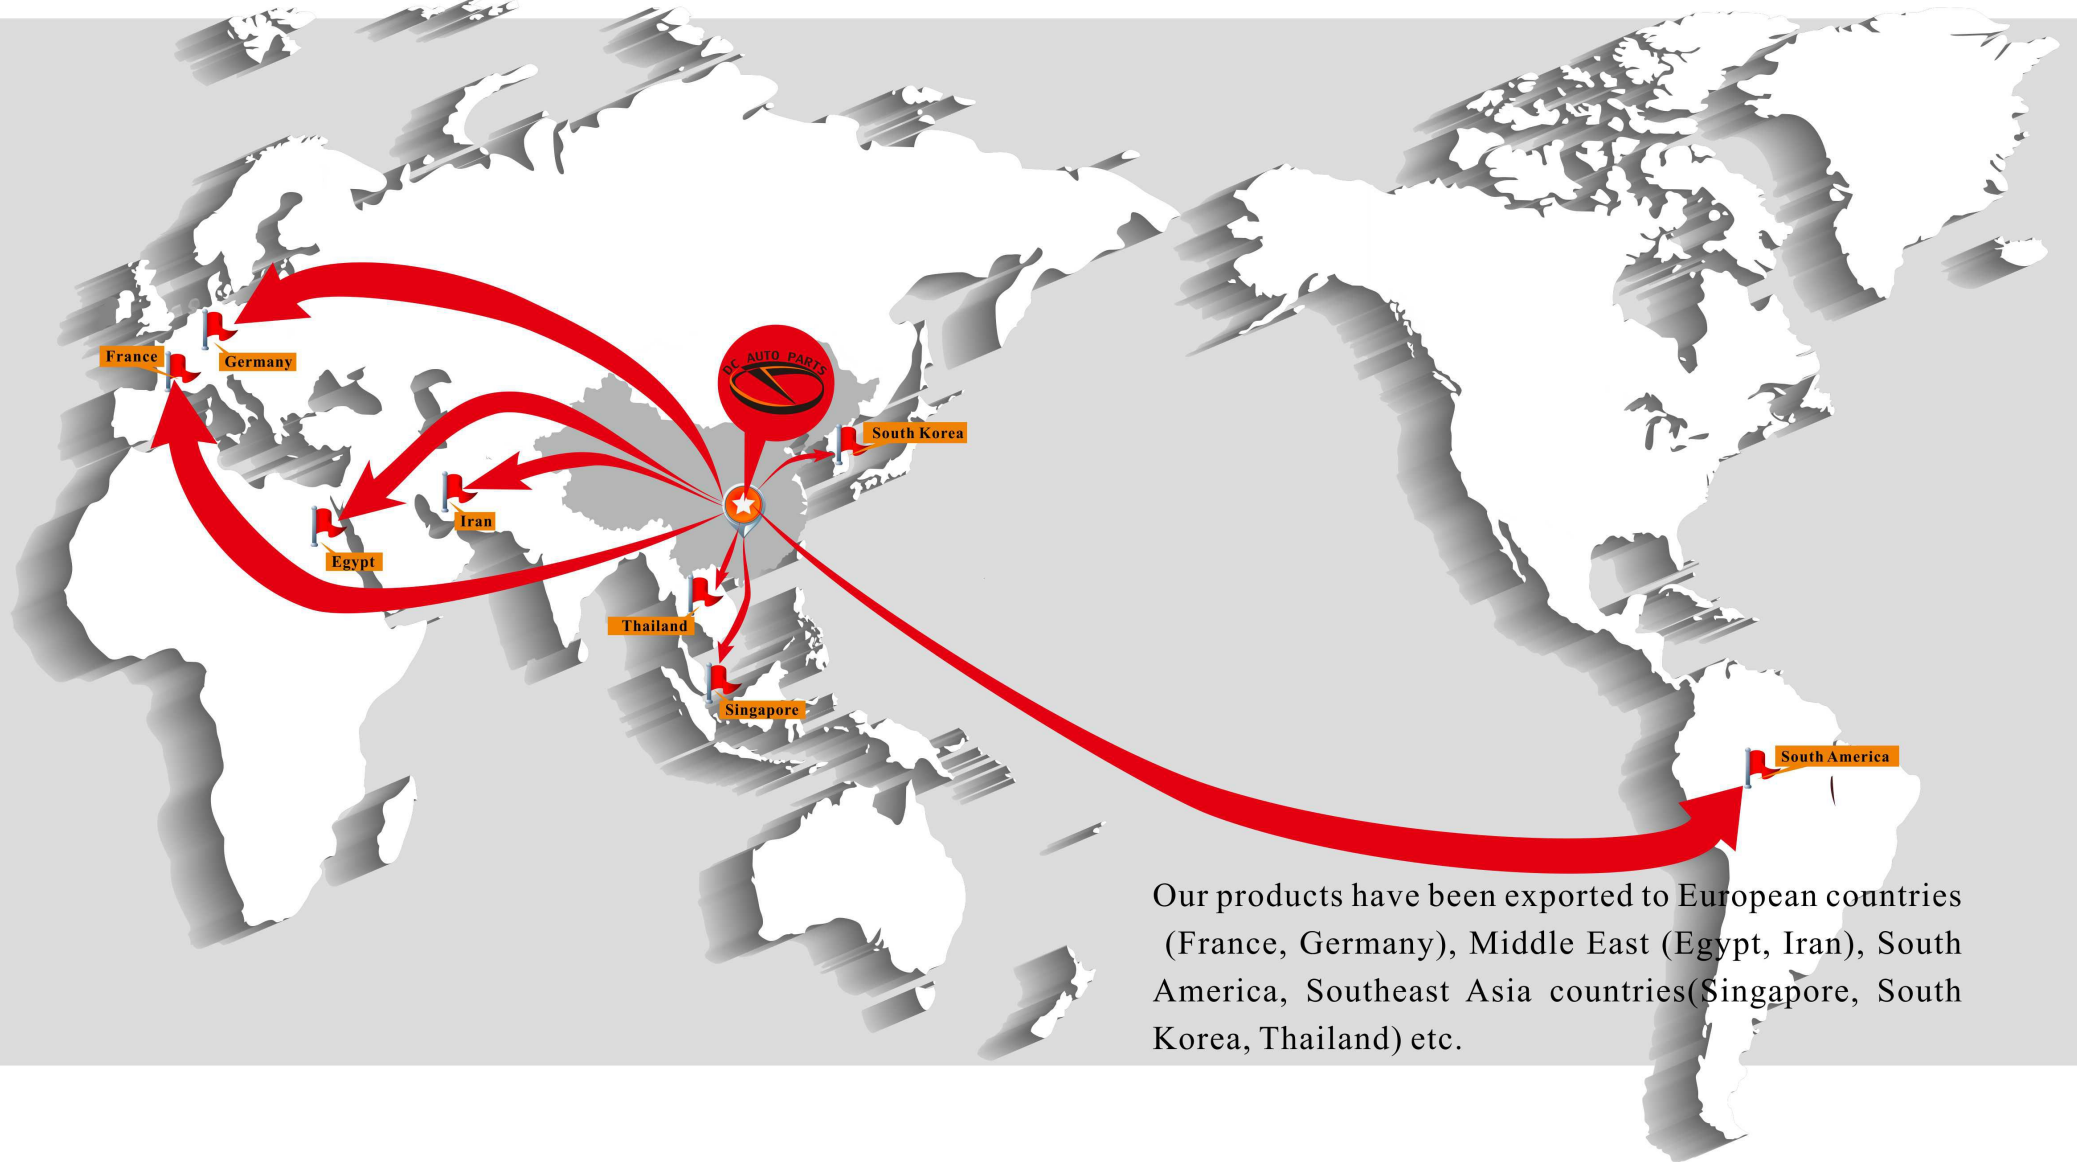 DC AUTO PARTS
France
Germany
South Korea
Iran
Egypt
Thailand
Singapore
South America
Our products have been exported to European countries
(France, Germany), Middle East (Egypt, Iran), South
America, Southeast Asia countries(Singapore, South
Korea, Thailand) etc.